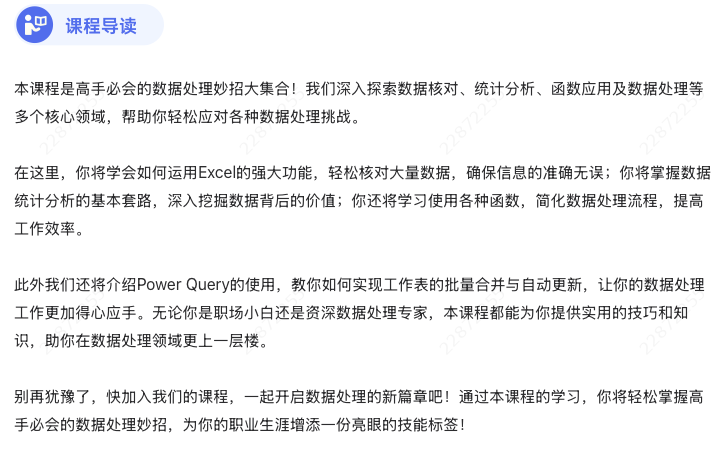 课程导读
本课程是高手必会的数据处理妙招大集合！我们深入探索数据核对、统计分析、函数应用及数据处理等
多个核心领域，帮助你轻松应对各种数据处理挑战。
在这里，你将学会如何运用Excel的强大功能，轻松核对大量数据，确保信息的准确无误；你将掌握数据
统计分析的基本套路，深入挖掘数据背后的价值；你还将学习使用各种函数，简化数据处理流程，提高
工作效率。
此外我们还将介绍Power Query的使用，教你如何实现工作表的批量合并与自动更新，让你的数据处理
工作更加得心应手。无论你是职场小白还是资深数据处理专家，本课程都能为你提供实用的技巧和知
识，助你在数据处理领域更上一层楼。
别再犹豫了，快加入我们的课程，一起开启数据处理的新篇章吧！通过本课程的学习，你将轻松掌握高
手必会的数据处理妙招，为你的职业生涯增添一份亮眼的技能标签！